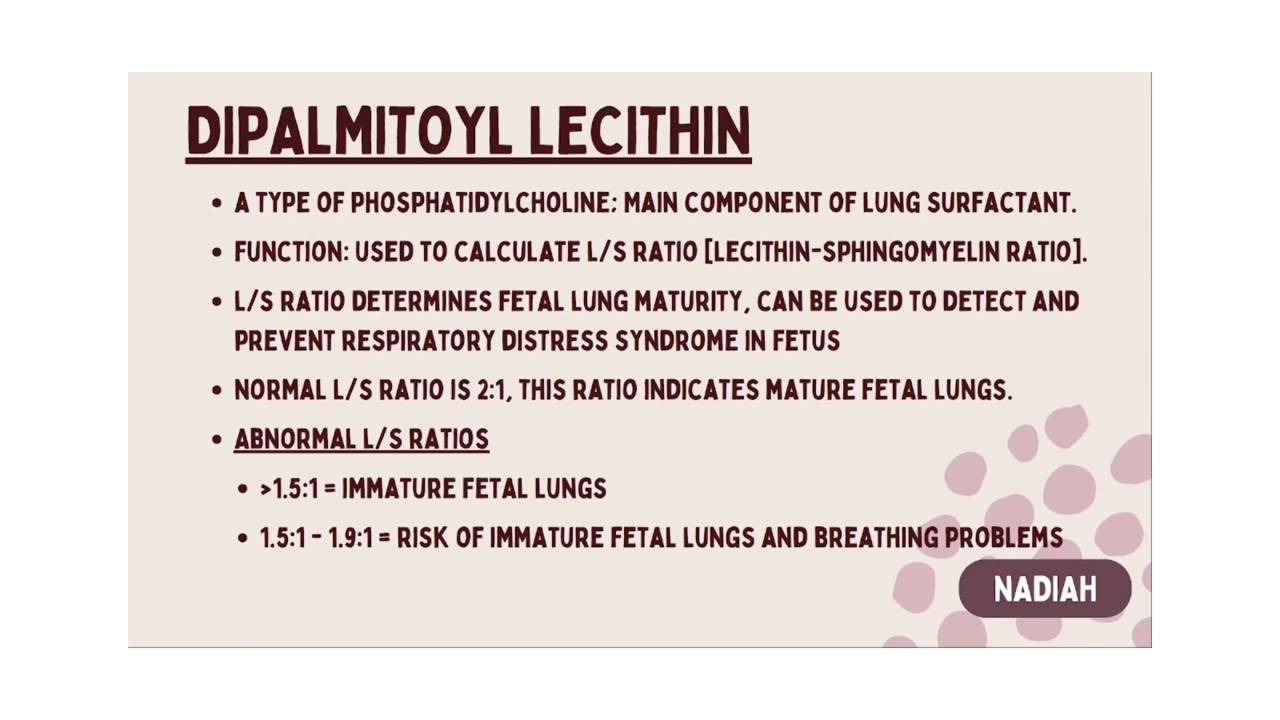 DIPALMITOYL LECITHIN
• A TYPE OF PHOSPHATIDYLCHOLINE; MAIN COMPONENT OF LUNG SURFACTANT.
• FUNCTION: USED TO CALCULATE L/S RATIO [LECITHIN-SPHINGOMYELIN RATIO].
• L/S RATIO DETERMINES FETAL LUNG MATURITY, CAN BE USED TO DETECT AND
PREVENT RESPIRATORY DISTRESS SYNDROME IN FETUS
• NORMAL L/S RATIO IS 2:1, THIS RATIO INDICATES MATURE FETAL LUNGS.
• ABNORMAL L/S RATIOS
• >1.5:1 = IMMATURE FETAL LUNGS
• 1.5:1 - 1.9:1 = RISK OF IMMATURE FETAL LUNGS AND BREATHING PROBLEMS
NADIAH